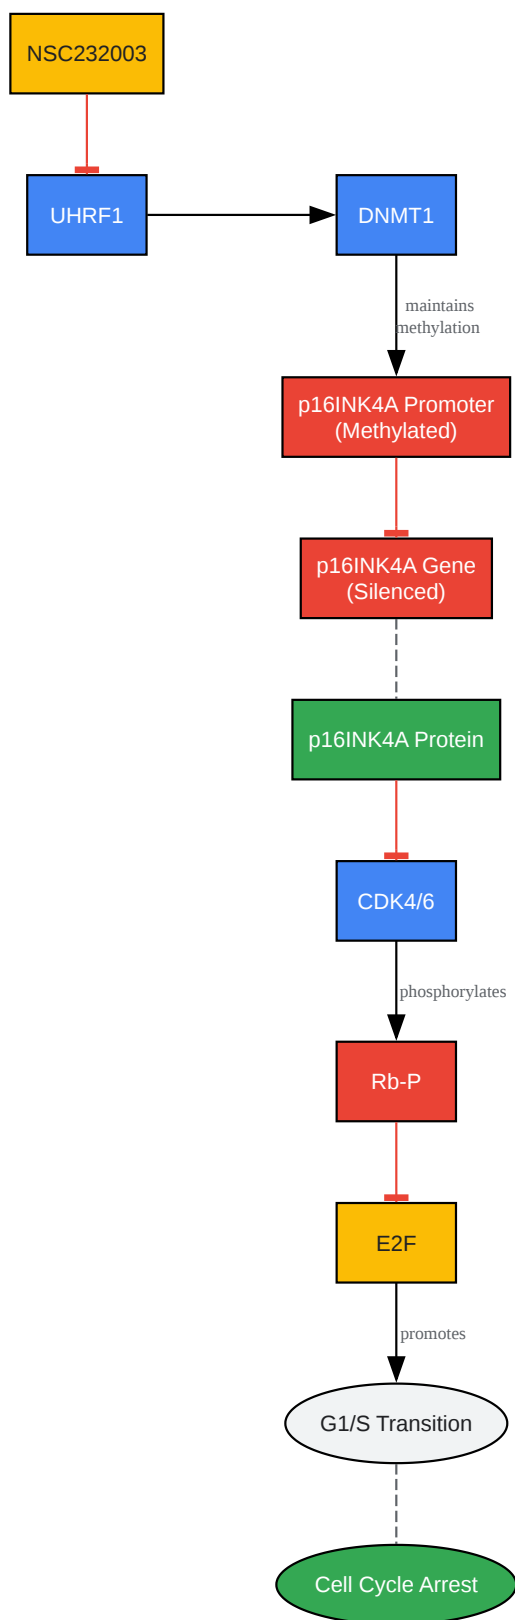 NSC232003
UHRF1
DNMT1
maintains
methylation
p16INK4A Promoter
(Methylated)
p16INK4A Gene
(Silenced)
p16INK4A Protein
CDK4/6
phosphorylates
Rb-P
E2F
promotes
G1/S Transition
Cell Cycle Arrest